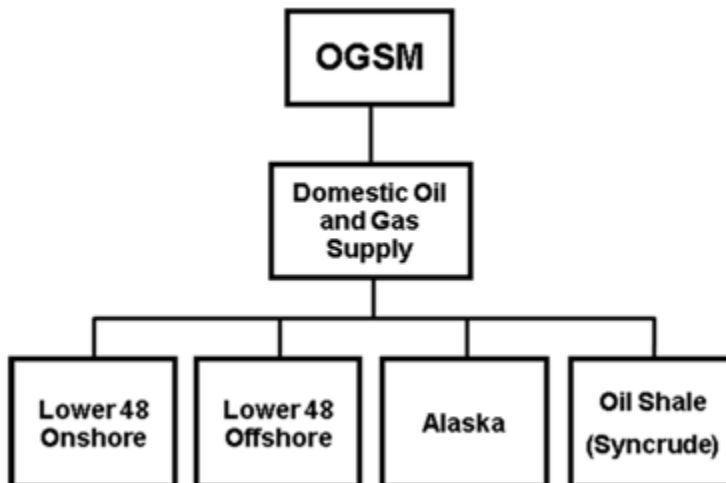 OGSM
Domestic Oil
and Gas
Supply
Lower 48
Onshore
Lower 48
Offshore
Alaska
Oil Shale
(Syncrude)